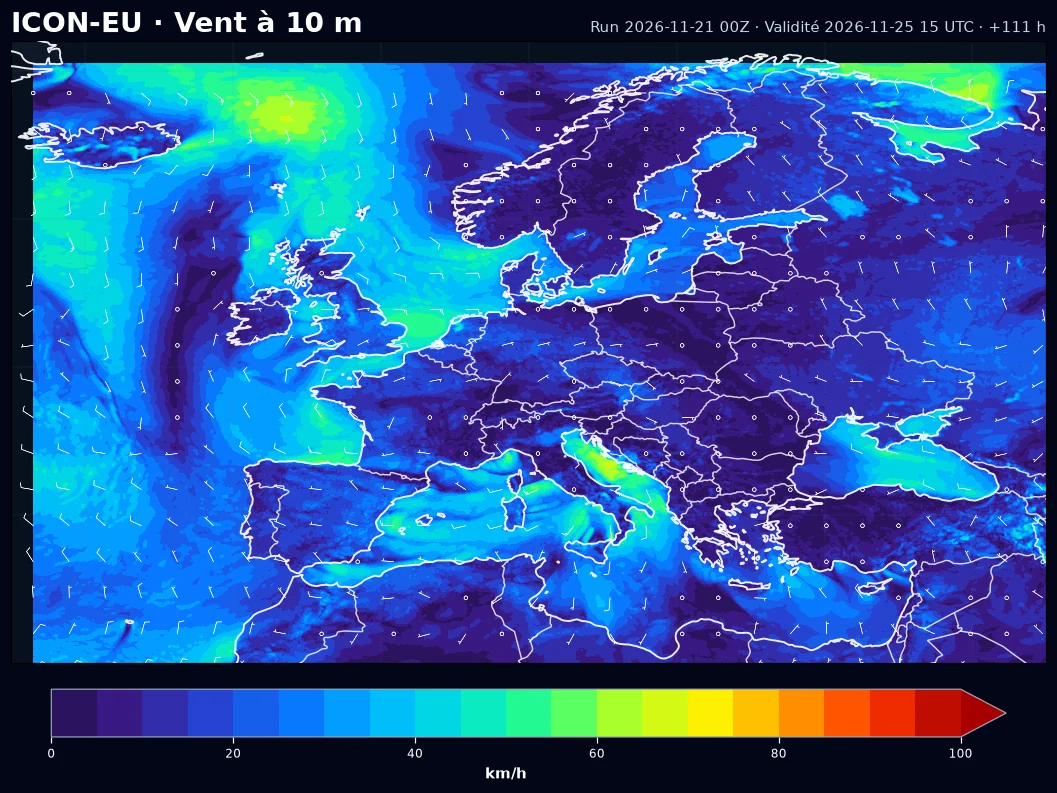 ICON-EU · Vent à 10 m
Run 2026-11-21 00Z · Validité 2026-11-25 15 UTC · +111 h
0 20 40 60 80 100
km/h